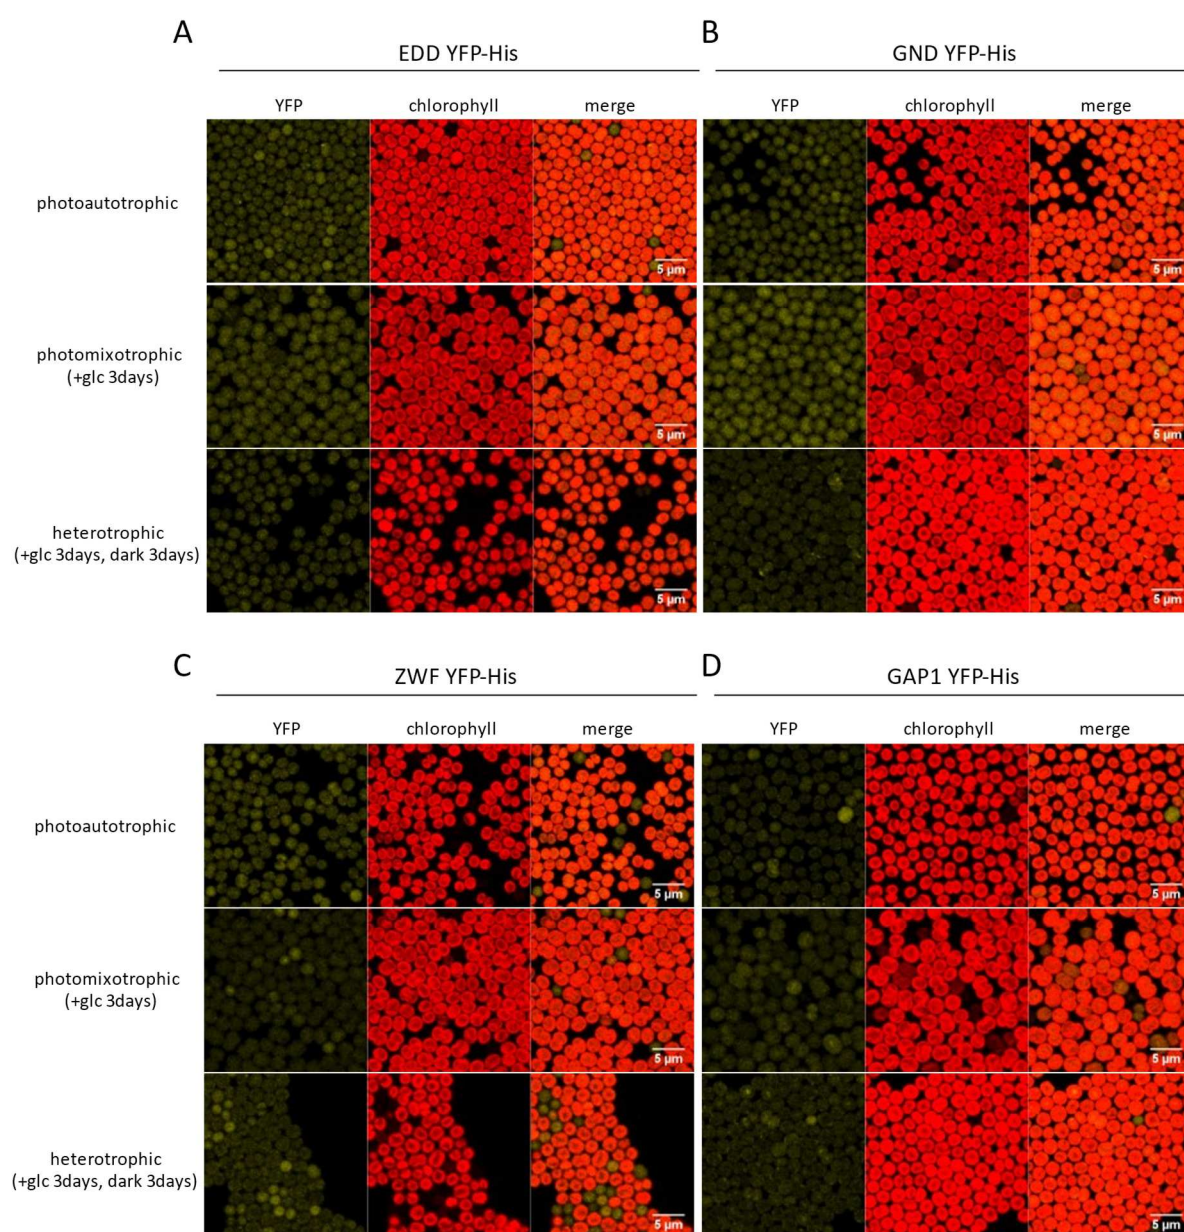 A
B
EDD YFP-His
GND YFP-His
YFP chlorophyll merge
YFP chlorophyll merge
photoautotrophic
5 µm
5 µm
photomixotrophic
(+glc 3days)
5 µm
5 µm
heterotrophic
(+glc 3days, dark 3days)
5 µm
5 µm
C
D
ZWF YFP-His
GAP1 YFP-His
YFP chlorophyll merge
YFP chlorophyll merge
photoautotrophic
5 µm
5 µm
photomixotrophic
(+glc 3days)
5 µm
5 µm
heterotrophic
(+glc 3days, dark 3days)
5 µm
5 µm